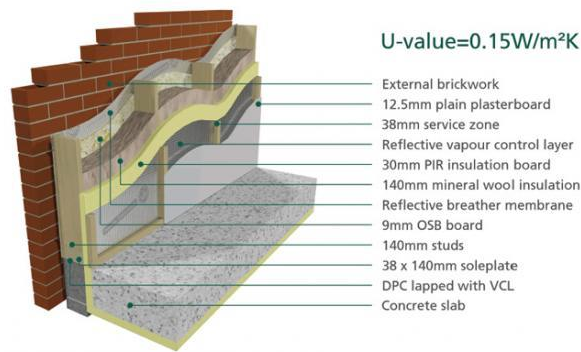 U-value=0.15W/m²K
External brickwork
12.5mm plain plasterboard
38mm service zone
Reflective vapour control layer
30mm PIR insulation board
140mm mineral wool insulation
Reflective breather membrane
9mm OSB board
140mm studs
38 x 140mm soleplate
DPC lapped with VCL
Concrete slab